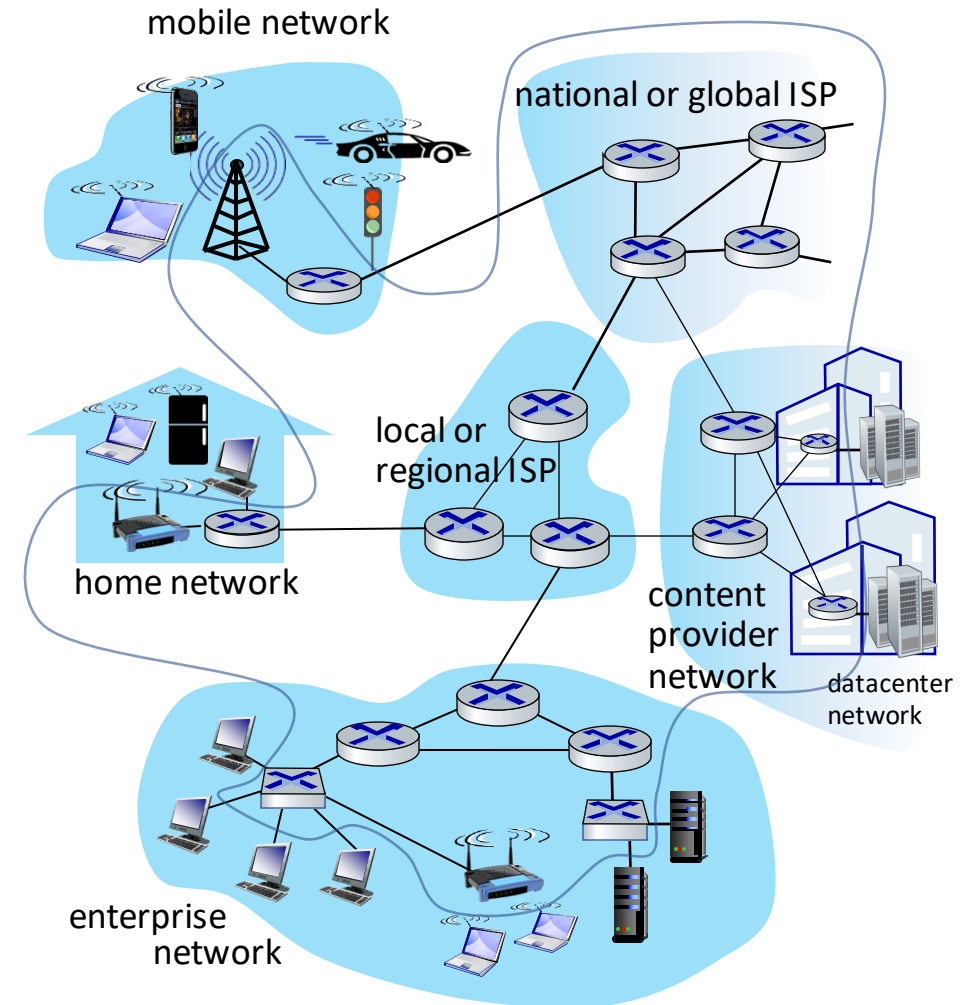 mobile network
national or global ISP
local or
regional ISP
home network
content
provider
network
datacenter
network
enterprise
network